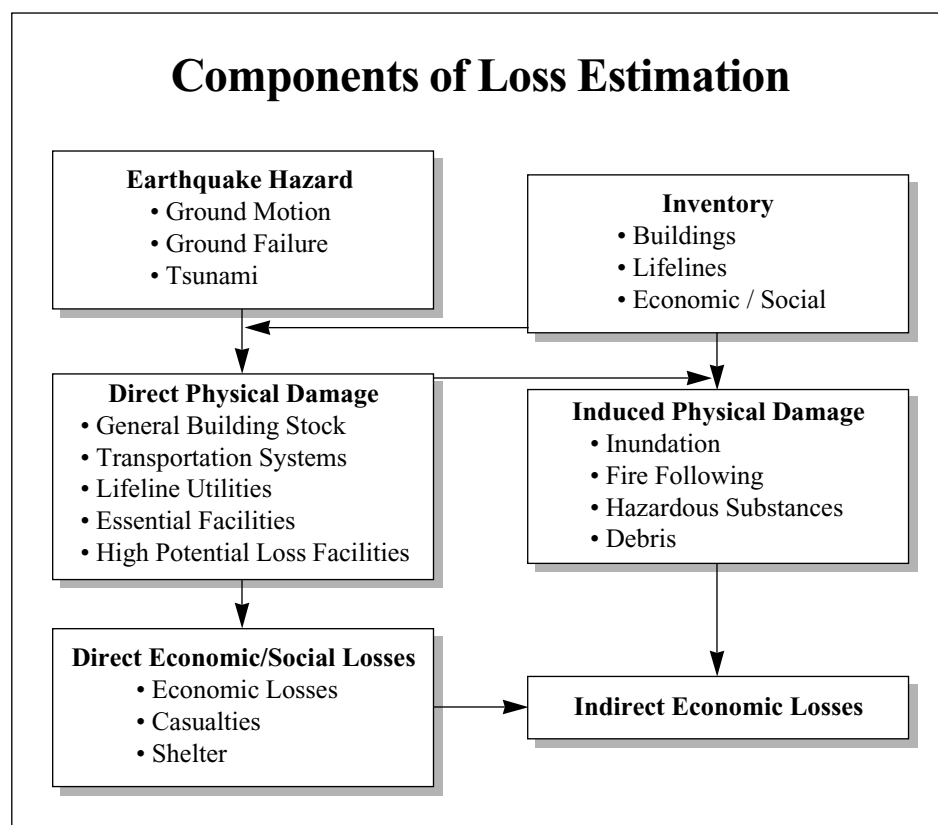 Components of Loss Estimation
Earthquake Hazard
• Ground Motion
• Ground Failure
• Tsunami
Inventory
• Buildings
• Lifelines
• Economic / Social
Direct Physical Damage
• General Building Stock
• Transportation Systems
• Lifeline Utilities
• Essential Facilities
• High Potential Loss Facilities
Induced Physical Damage
• Inundation
• Fire Following
• Hazardous Substances
• Debris
Direct Economic/Social Losses
• Economic Losses
• Casualties
• Shelter
Indirect Economic Losses